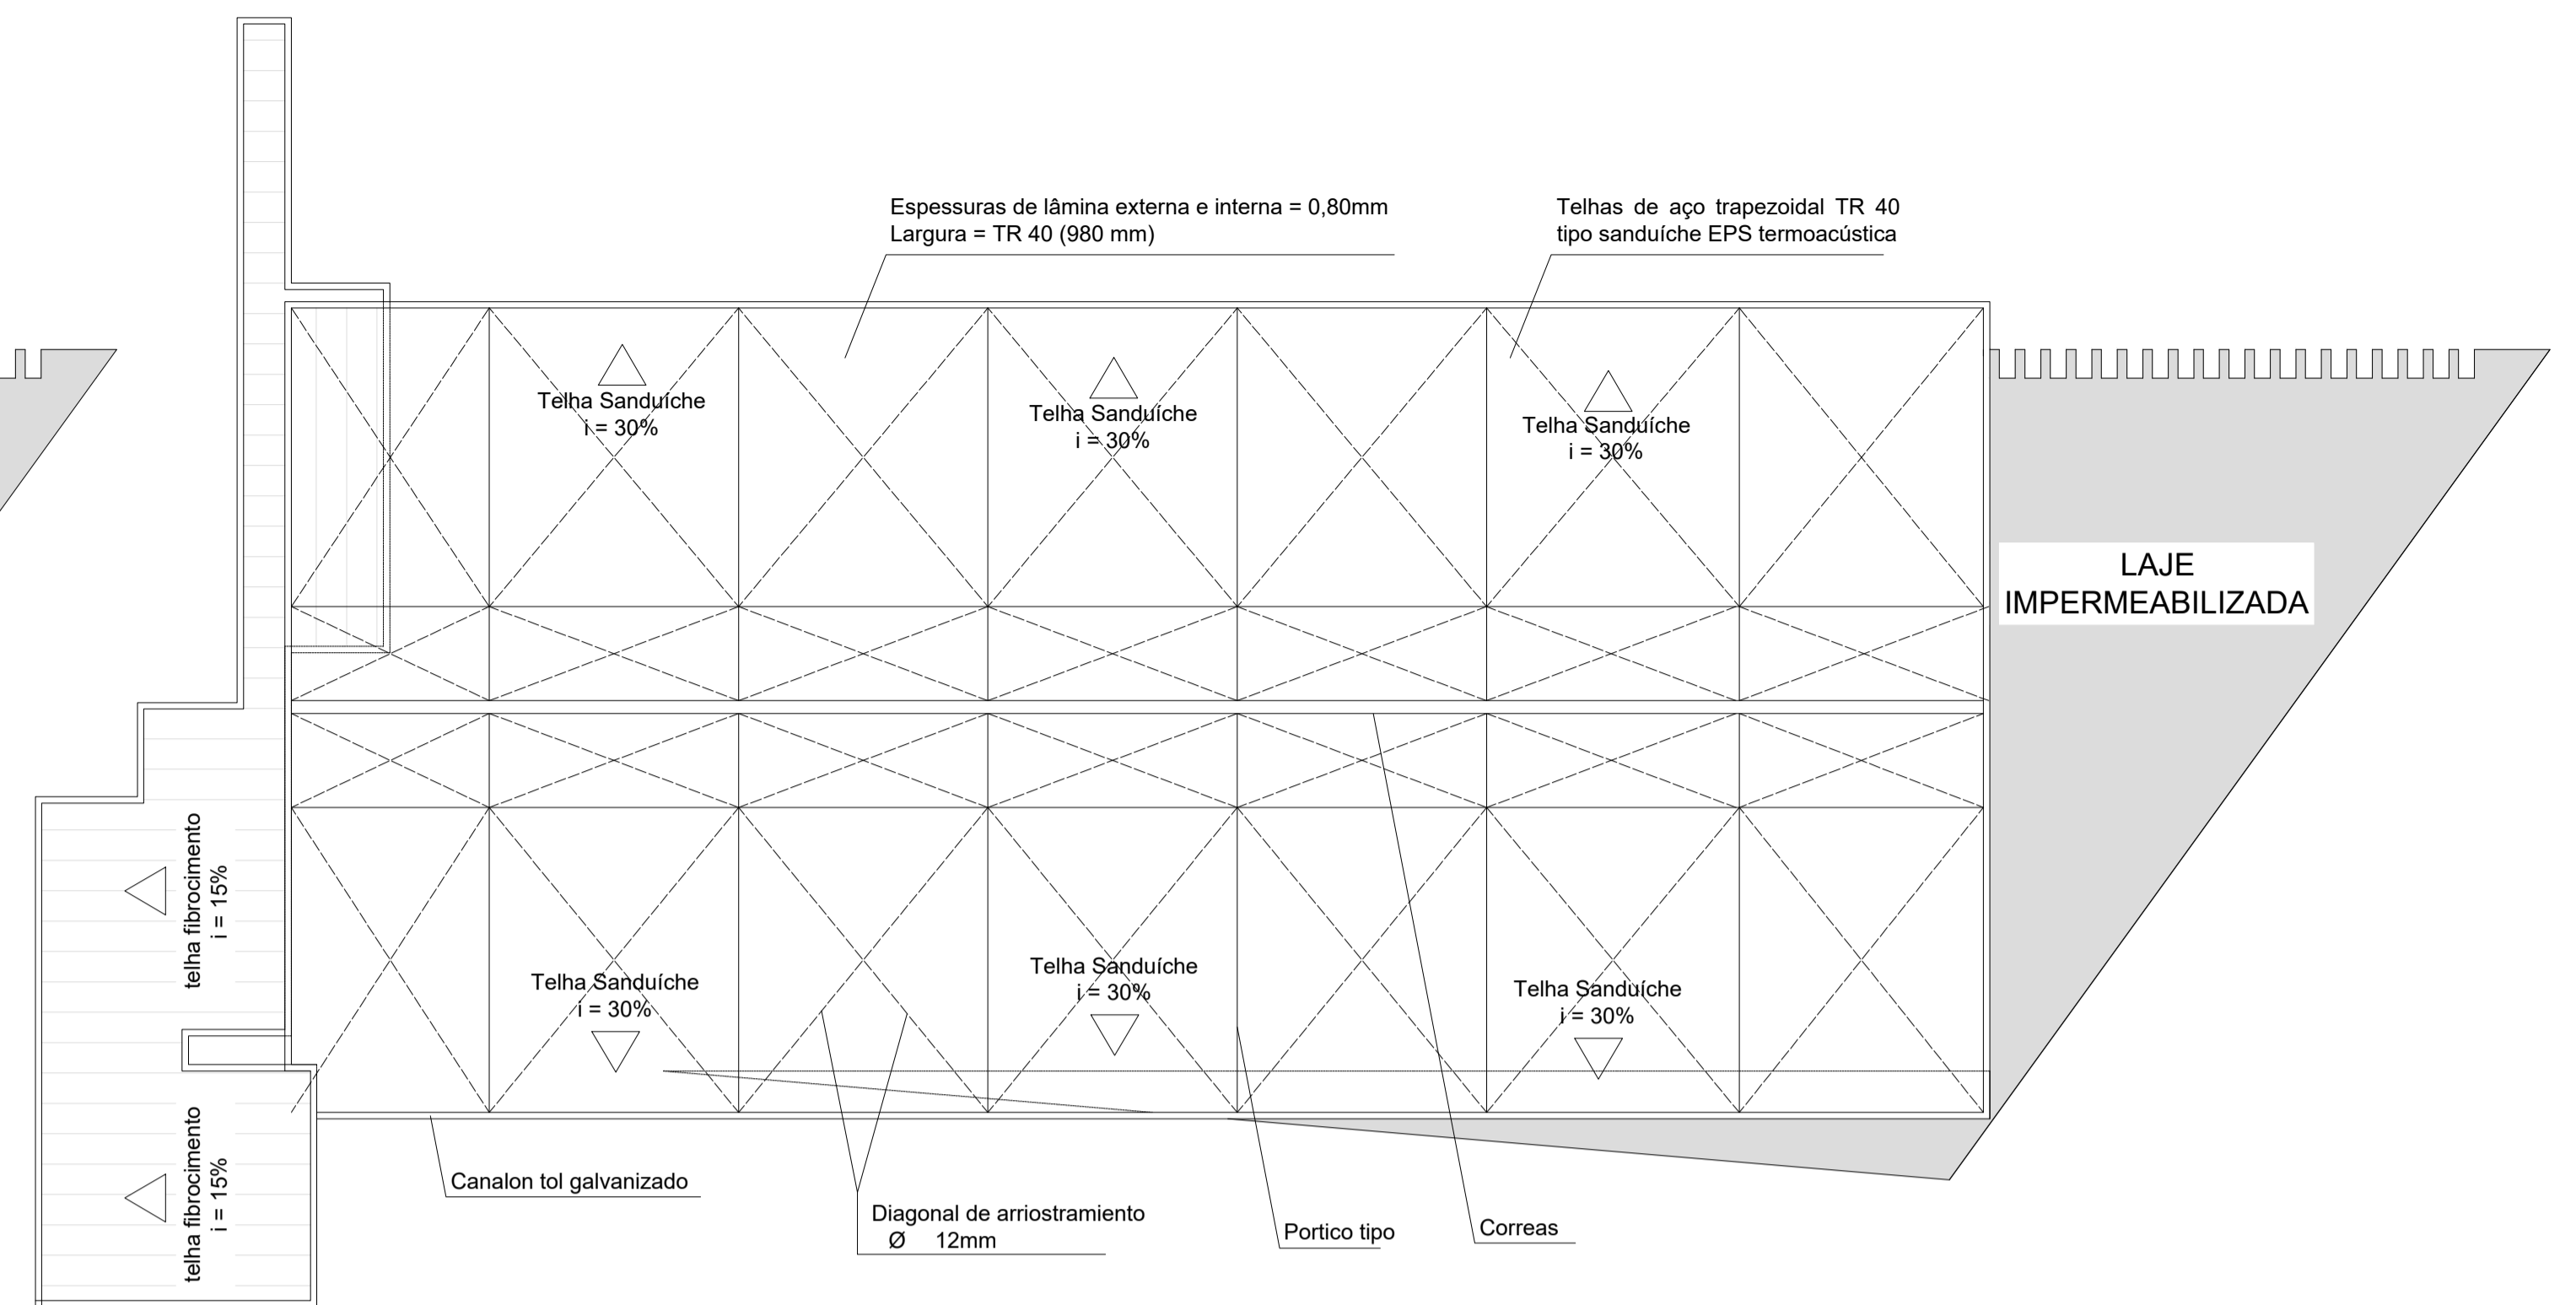 Espessuras de lâmina externa e interna = 0,80mm
Largura = TR 40 (980 mm)
Telhas de aço trapezoidal TR 40
tipo sanduíche EPS termoacústica
Telha Sanduíche
i = 30%
Telha Sanduíche
i = 30%
Telha Sanduíche
i = 30%
LAJE
IMPERMEABILIZADA
telha fibrocimento
i = 15%
Telha Sanduíche
i = 30%
Telha Sanduíche
i = 30%
Telha Sanduíche
i = 30%
telha fibrocimento
i = 15%
Canalon tol galvanizado
Diagonal de arriostramiento
Ø 12mm
Portico tipo
Correas